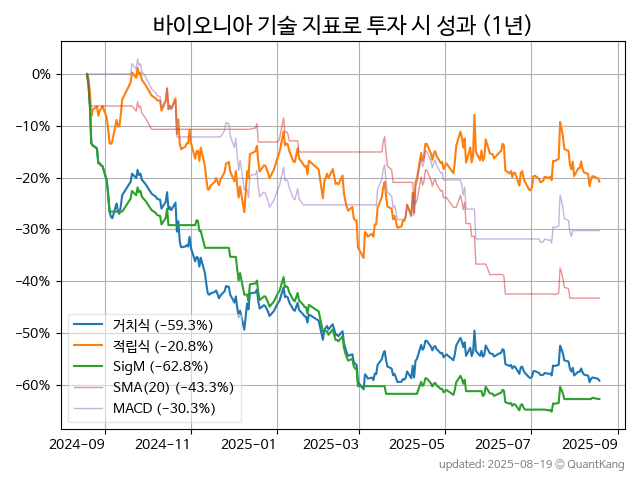 바이오니아 기술 지표로 투자 시 성과 (1년)
0%
−10%
−20%
−30%
−40%
−50%
−60%
거치식 (−59.3%)
적립식 (−20.8%)
SigM (−62.8%)
SMA(20) (−43.3%)
MACD (−30.3%)
2024-09 2024-11 2025-01 2025-03 2025-05 2025-07 2025-09
updated: 2025-08-19 © QuantKang